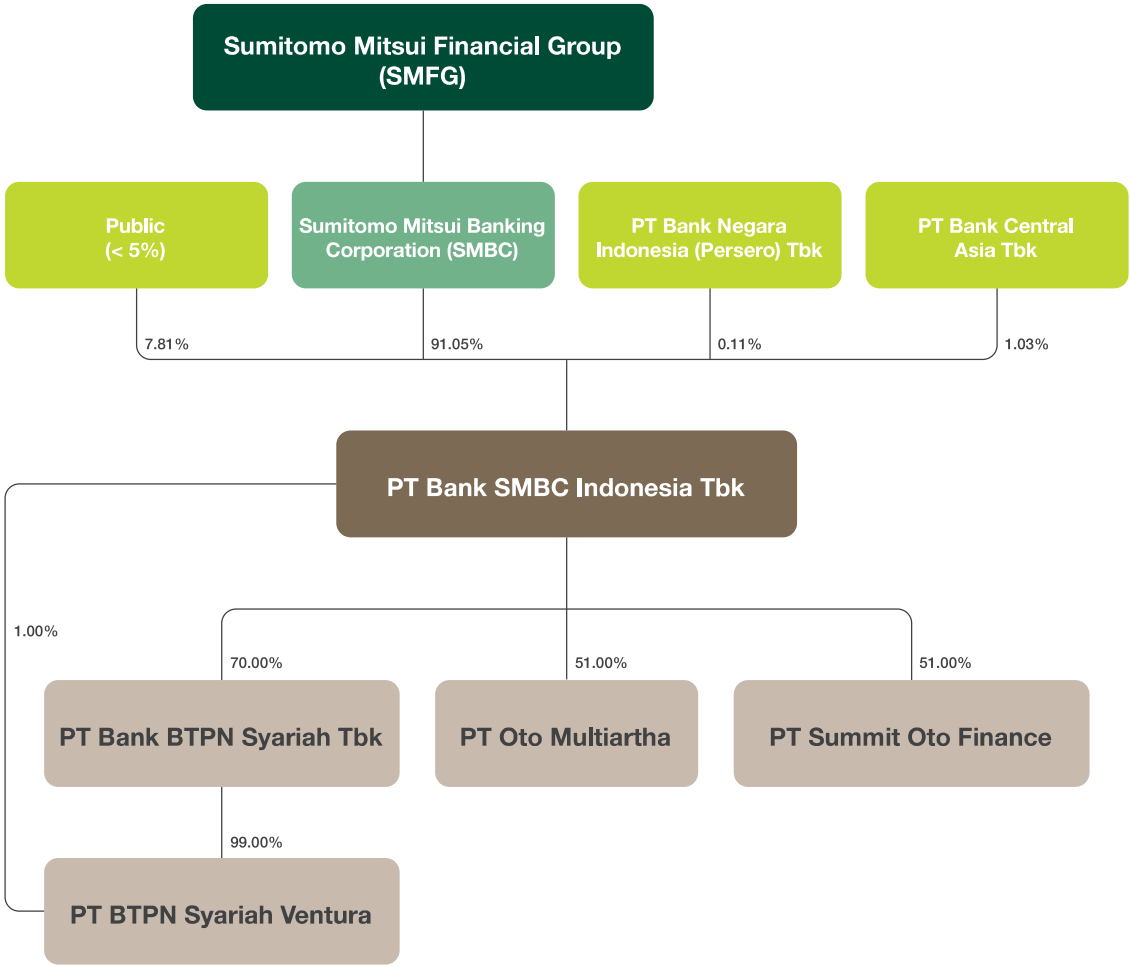 Sumitomo Mitsui Financial Group
(SMFG)
Public
(< 5%)
Sumitomo Mitsui Banking
Corporation (SMBC)
PT Bank Negara
Indonesia (Persero) Tbk
PT Bank Central
Asia Tbk
7.81%
91.05%
0.11%
1.03%
PT Bank SMBC Indonesia Tbk
1.00%
70.00%
51.00%
51.00%
PT Bank BTPN Syariah Tbk
PT Oto Multiartha
PT Summit Oto Finance
99.00%
PT BTPN Syariah Ventura